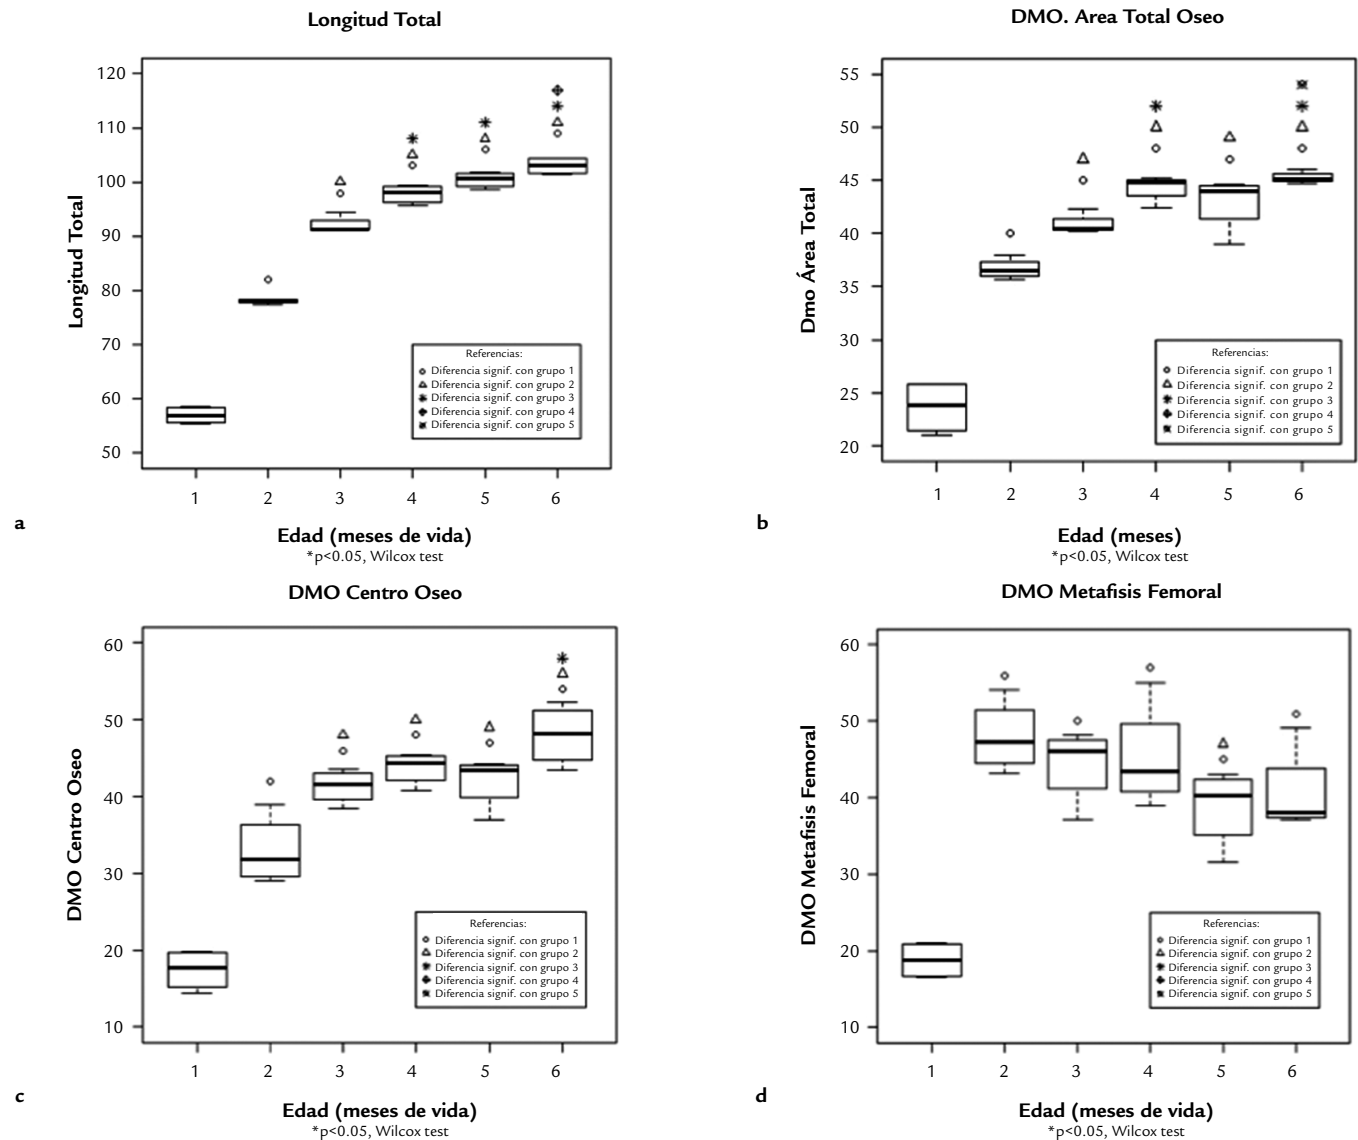 Longitud Total
Longitud Total
120
110
100
90
80
70
60
50
Referencias:
Diferencia signif. con grupo 1
Diferencia signif. con grupo 2
Diferencia signif. con grupo 3
Diferencia signif. con grupo 4
Diferencia signif. con grupo 5
1 2 3 4 5 6
a
Edad (meses de vida)
*p<0.05, Wilcox test
DMO. Area Total Oseo
Dmo Área Total
55
50
45
40
35
30
25
20
Referencias:
Diferencia signif. con grupo 1
Diferencia signif. con grupo 2
Diferencia signif. con grupo 3
Diferencia signif. con grupo 4
Diferencia signif. con grupo 5
1 2 3 4 5 6
b
Edad (meses)
*p<0.05, Wilcox test
DMO Centro Oseo
DMO Centro Oseo
60
50
40
30
20
10
Referencias:
Diferencia signif. con grupo 1
Diferencia signif. con grupo 2
Diferencia signif. con grupo 3
Diferencia signif. con grupo 4
Diferencia signif. con grupo 5
1 2 3 4 5 6
c
Edad (meses de vida)
*p<0.05, Wilcox test
DMO Metafisis Femoral
DMO Metafisis Femoral
60
50
40
30
20
10
Referencias:
Diferencia signif. con grupo 1
Diferencia signif. con grupo 2
Diferencia signif. con grupo 3
Diferencia signif. con grupo 4
Diferencia signif. con grupo 5
1 2 3 4 5 6
d
Edad (meses de vida)
*p<0.05, Wilcox test